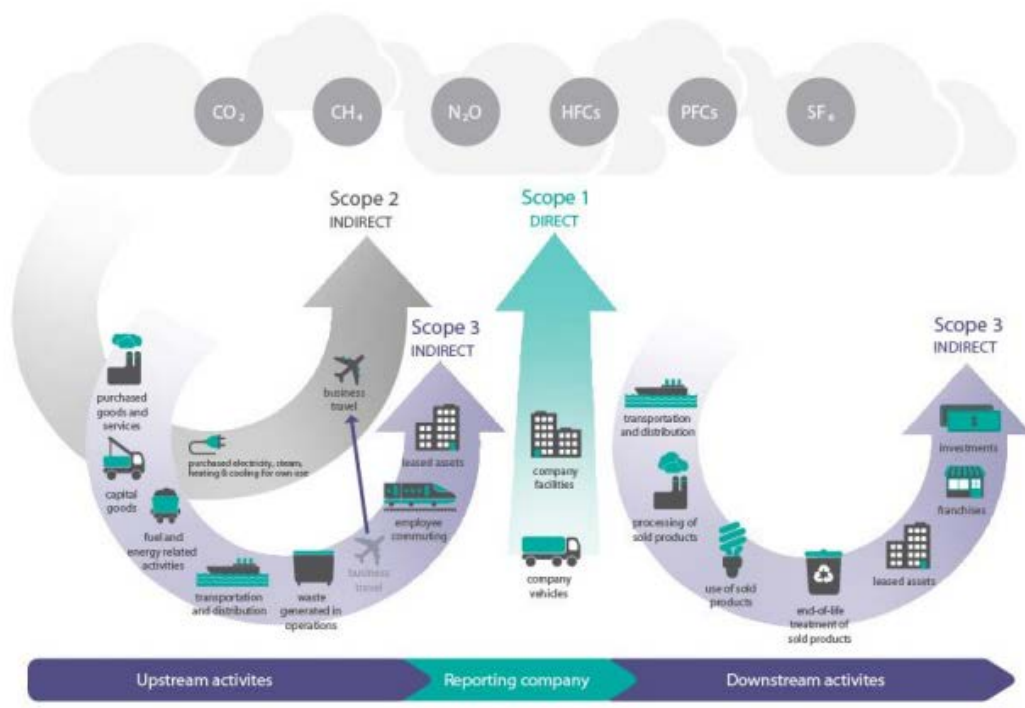 CO₂
CH₄
N₂O
HFCs
PFCs
SF₆
Scope 2
INDIRECT
Scope 1
DIRECT
Scope 3
INDIRECT
Scope 3
INDIRECT
purchased
goods and
services
capital
goods
fuel and
energy related
activities
purchased electricity, steam,
heating & cooling for own use
transportation
and distribution
waste
generated in
operations
business
travel
business
travel
employee
commuting
leased assets
company
facilities
company
vehicles
transportation
and distribution
processing of
sold products
use of sold
products
end-of-life
treatment of
sold products
leased assets
franchises
$
investments
Upstream activites
Reporting company
Downstream activites